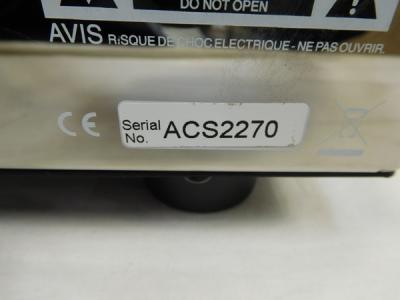 DO NOT OPEN
AVIS RISQUE DE CHOC ELECTRIQUE - NE PAS OUVRIR.
CE
Serial No. ACS2270